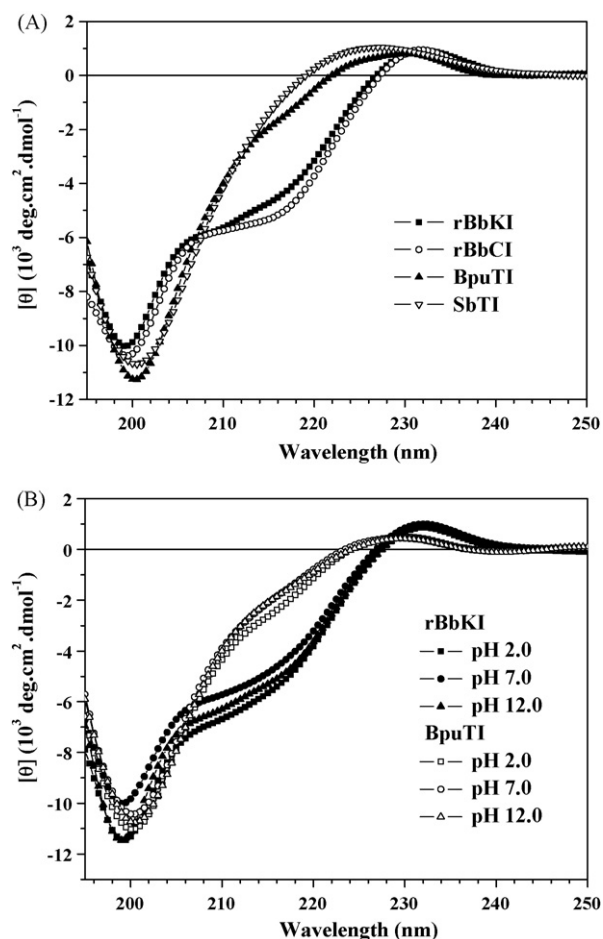 (A)
2
0
-2
-4
-6
-8
-10
-12
[θ] (10³ deg.cm².dmol⁻¹)
rBbKI
rBbCI
BpuTI
SbTI
200 210 220 230 240 250
Wavelength (nm)
(B)
2
0
-2
-4
-6
-8
-10
-12
[θ] (10³ deg.cm².dmol⁻¹)
rBbKI
pH 2.0
pH 7.0
pH 12.0
BpuTI
pH 2.0
pH 7.0
pH 12.0
200 210 220 230 240 250
Wavelength (nm)